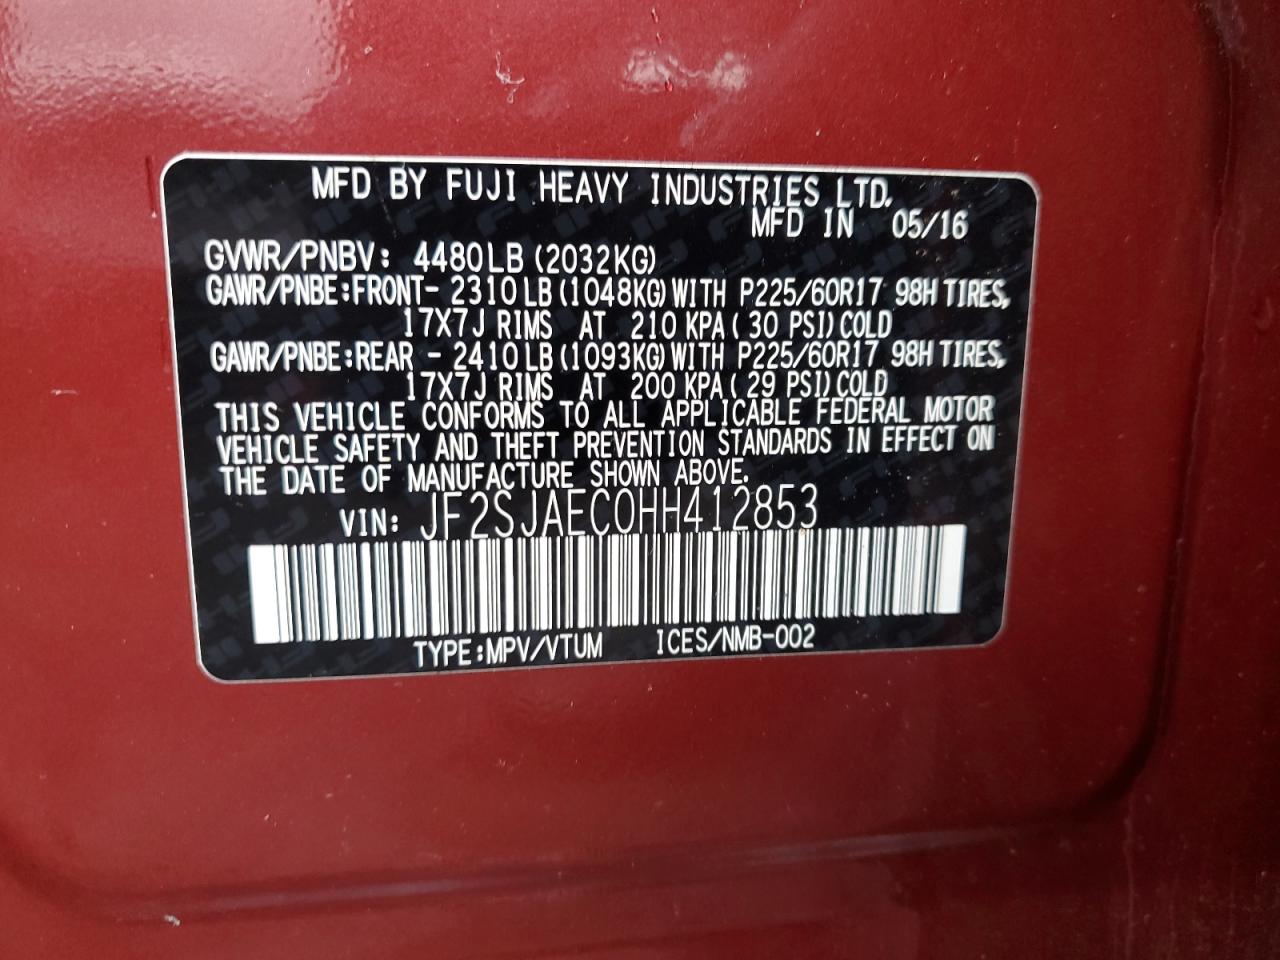 MFD BY FUJI HEAVY INDUSTRIES LTD.
MFD IN 05/16
GVWR/PNBV: 4480LB (2032KG)
GAWR/PNBE:FRONT- 2310LB(1048KG)WITH P225/60R17 98H TIRES,
17X7J RIMS AT 210 KPA(30 PSI)COLD
GAWR/PNBE:REAR - 2410LB(1093KG)WITH P225/60R17 98H TIRES,
17X7J RIMS AT 200 KPA(29 PSI)COLD
THIS VEHICLE CONFORMS TO ALL APPLICABLE FEDERAL MOTOR
VEHICLE SAFETY AND THEFT PREVENTION STANDARDS IN EFFECT ON
THE DATE OF MANUFACTURE SHOWN ABOVE.
VIN: JF2SJAEC0HH412853
TYPE:MPV/VTUM ICES/NMB-002